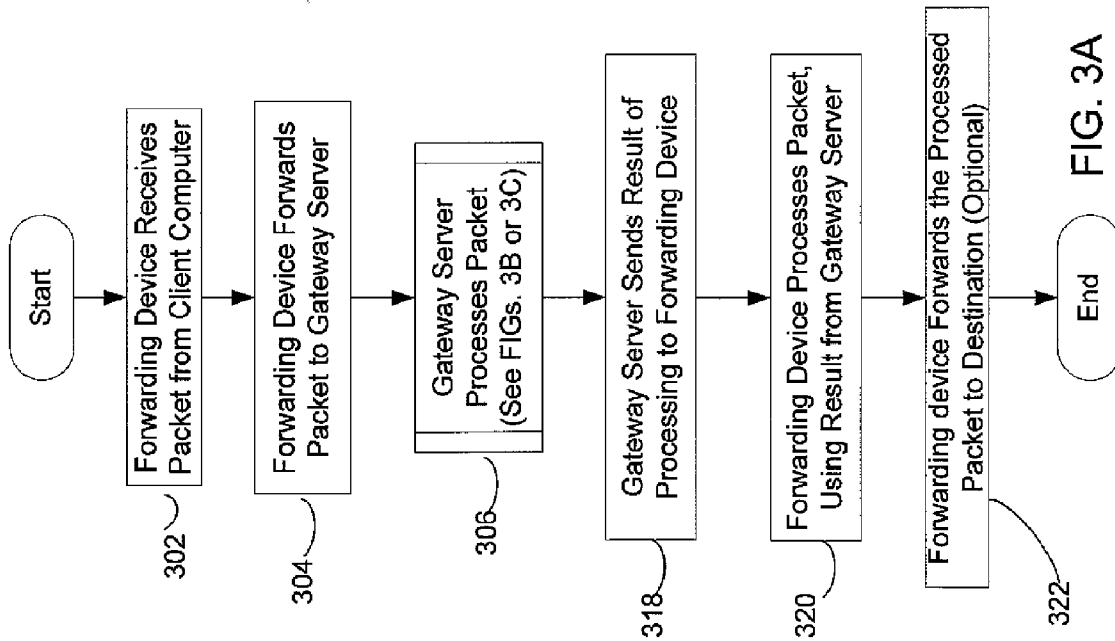 Start
Forwarding Device Receives
Packet from Client Computer
302
Forwarding Device Forwards
Packet to Gateway Server
304
Gateway Server
Processes Packet
(See FIGs. 3B or 3C)
306
Gateway Server Sends Result of
Processing to Forwarding Device
318
Forwarding Device Processes Packet,
Using Result from Gateway Server
320
Forwarding device Forwards the Processed
Packet to Destination (Optional)
322
End
FIG. 3A